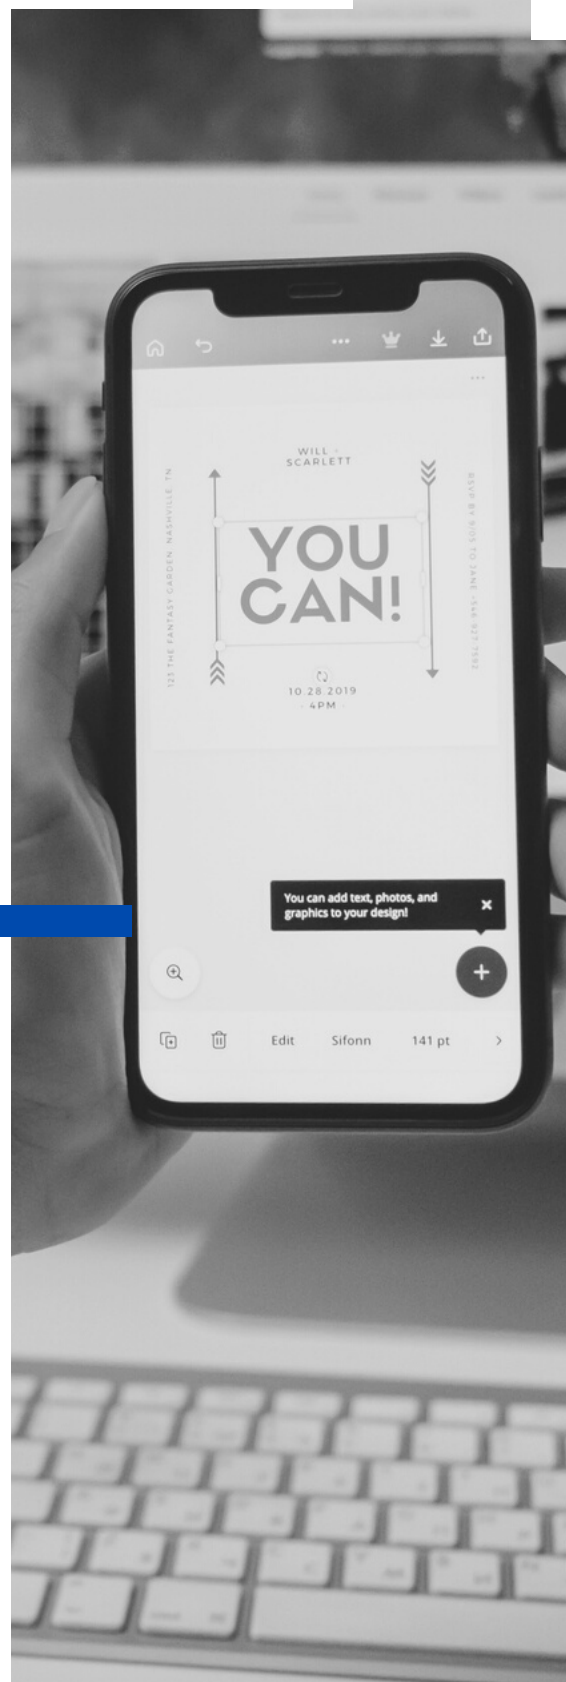 WILL -
SCARLETT
123 THE FANTASY GARDEN, NASHVILLE, TN
YOU
CAN!
10.28.2019
- 4PM -
You can add text, photos, and
graphics to your design!
Edit Sifonn 141 pt